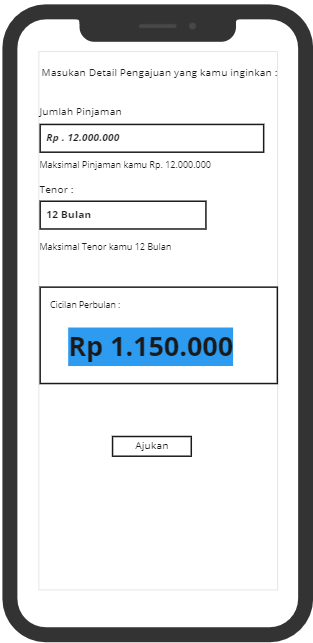 Masukan Detail Pengajuan yang kamu inginkan :
Jumlah Pinjaman
Rp . 12.000.000
Maksimal Pinjaman kamu Rp. 12.000.000
Tenor :
12 Bulan
Maksimal Tenor kamu 12 Bulan
Cicilan Perbulan :
Rp 1.150.000
Ajukan